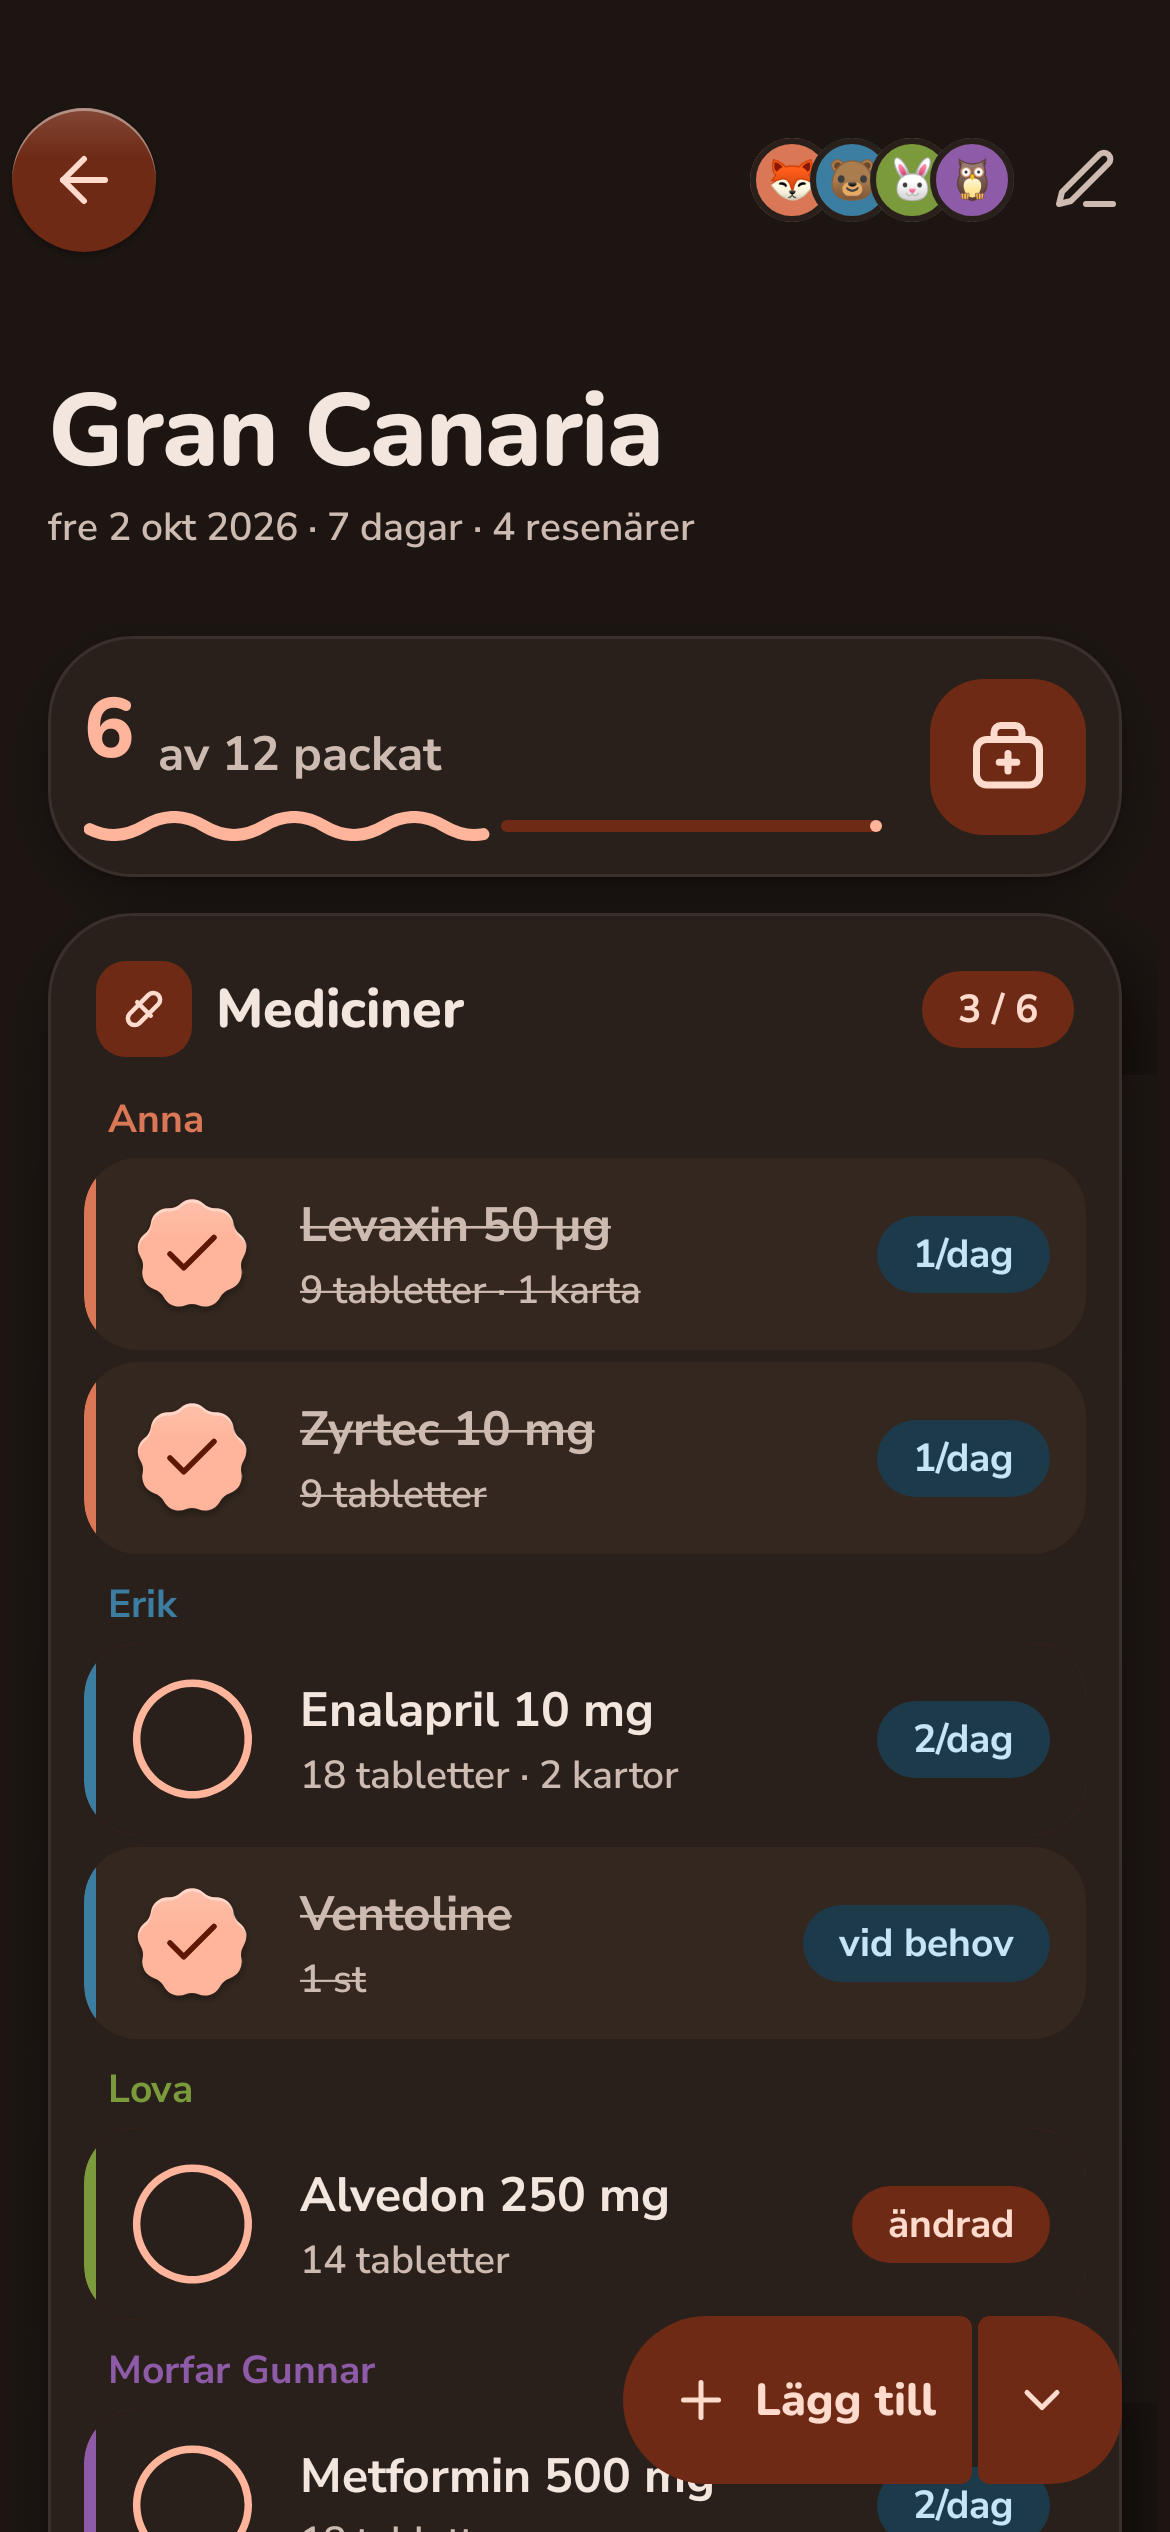 Gran Canaria
fre 2 okt 2026 · 7 dagar · 4 resenärer
6 av 12 packat
Mediciner
3 / 6
Anna
Levaxin 50 µg
9 tabletter · 1 karta
1/dag
Zyrtec 10 mg
9 tabletter
1/dag
Erik
Enalapril 10 mg
18 tabletter · 2 kartor
2/dag
Ventoline
1 st
vid behov
Lova
Alvedon 250 mg
14 tabletter
ändrad
Morfar Gunnar
Lägg till
Metformin 500 mg
2/dag